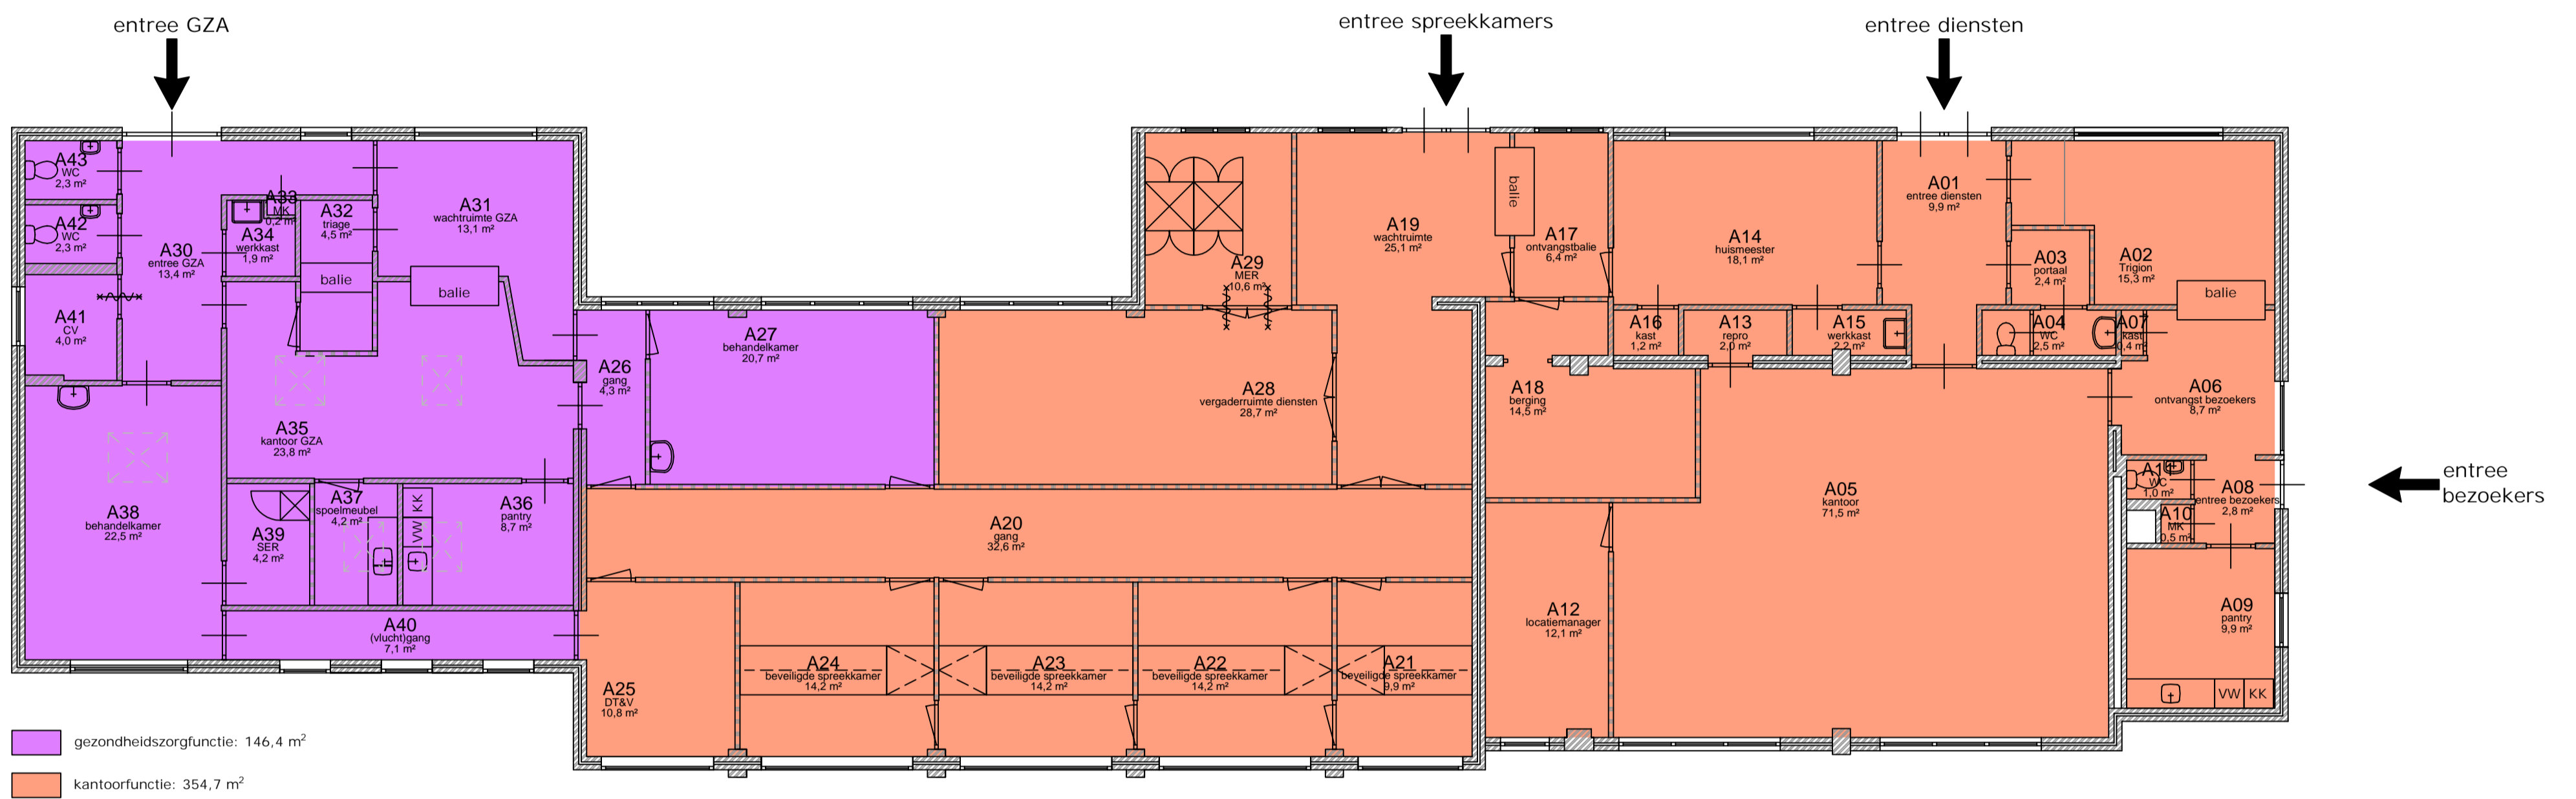 entree GZA
entree spreekkamers
entree diensten
A43
WC
2,3 m²
A42
WC
2,3 m²
A41
CV
4,0 m²
A30
entree GZA
13,4 m²
A33
MK
0,2 m²
A34
werkkast
1,9 m²
A32
triage
4,5 m²
balie
A31
wachtruimte GZA
13,1 m²
balie
A35
kantoor GZA
23,8 m²
A38
behandelkamer
22,5 m²
A39
SER
4,2 m²
A37
spoelmeubel
4,2 m²
VW KK
A36
pantry
8,7 m²
A40
(vlucht)gang
7,1 m²
A26
gang
4,3 m²
A27
behandelkamer
20,7 m²
A28
vergaderruimte diensten
28,7 m²
A29
MER
10,6 m²
A19
wachtruimte
25,1 m²
balie
A17
ontvangstbalie
6,4 m²
A14
huismeester
18,1 m²
A01
entree diensten
9,9 m²
A03
portaal
2,4 m²
A02
Trigion
15,3 m²
balie
A16
kast
1,2 m²
A13
repro
2,0 m²
A15
werkkast
2,2 m²
A04
WC
2,5 m²
A07
kast
0,4 m²
A18
berging
14,5 m²
A06
ontvangst bezoekers
8,7 m²
A20
gang
32,6 m²
A05
kantoor
71,5 m²
WC
1,0 m²
A08
entree bezoekers
2,8 m²
A10
MK
0,5 m²
entree
bezoekers
A12
locatiemanager
12,1 m²
A09
pantry
9,9 m²
VW KK
A25
DT&V
10,8 m²
A24
beveiligde spreekkamer
14,2 m²
A23
beveiligde spreekkamer
14,2 m²
A22
beveiligde spreekkamer
14,2 m²
A21
beveiligde spreekkamer
9,9 m²
gezondheidszorgfunctie: 146,4 m²
kantoorfunctie: 354,7 m²